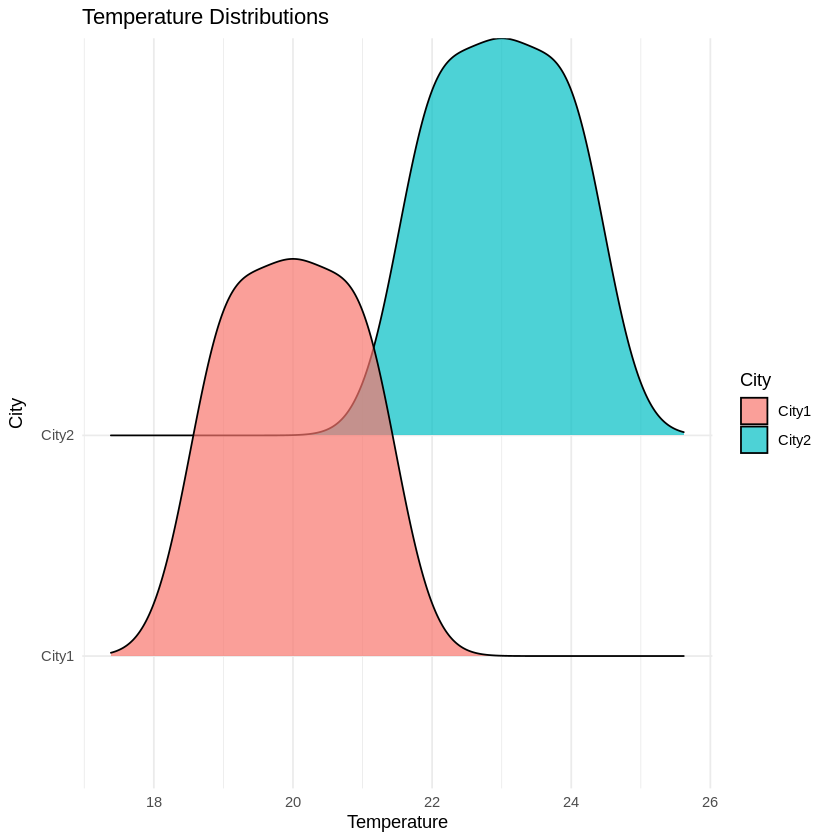 Temperature Distributions
City
City2
City1
18 20 22 24 26
Temperature
City
City1
City2